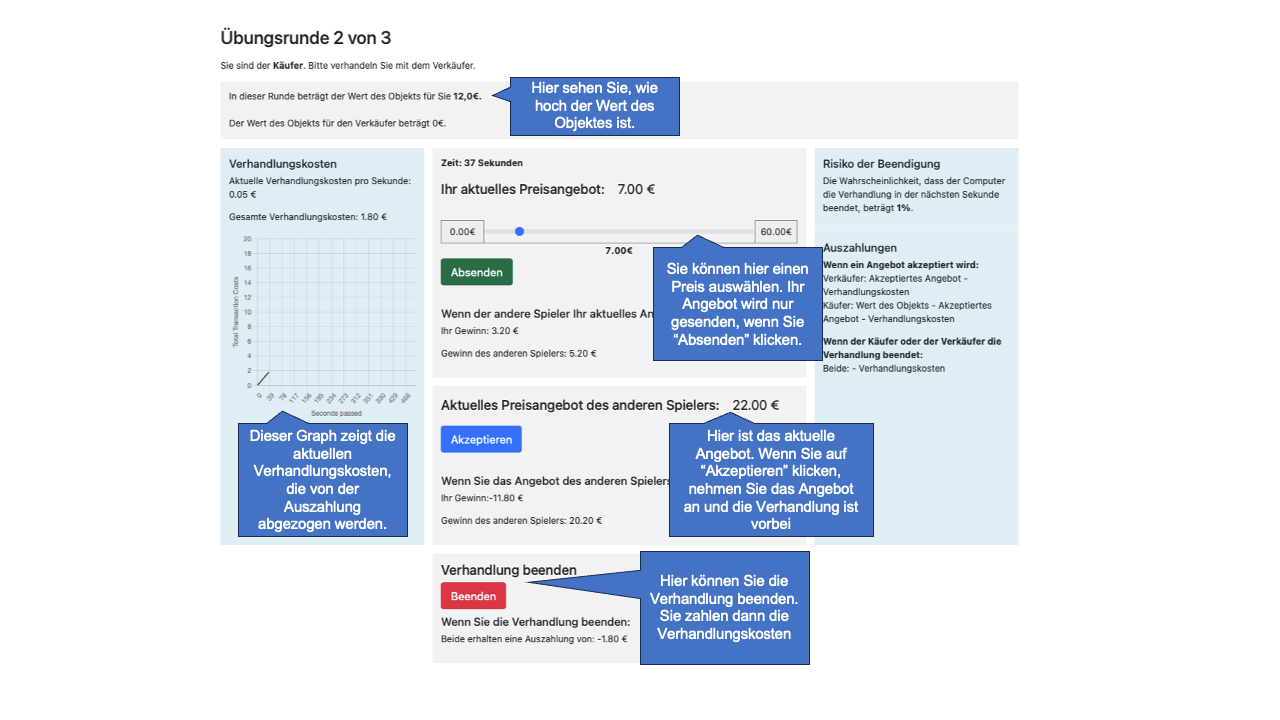 Übungsrunde 2 von 3
Sie sind der Käufer. Bitte verhandeln Sie mit dem Verkäufer.
In dieser Runde beträgt der Wert des Objekts für Sie 12,0€.
Der Wert des Objekts für den Verkäufer beträgt 0€.
Hier sehen Sie, wie
hoch der Wert des
Objektes ist.
Verhandlungskosten
Aktuelle Verhandlungskosten pro Sekunde:
0.05 €
Gesamte Verhandlungskosten: 1.80 €
20
18
16
14
12
10
8
6
4
2
0
Total Transaction Costs
0 39 78 117 156 195 234 273 312 351 390 429 468
Seconds passed
Dieser Graph zeigt die
aktuellen
Verhandlungskosten,
die von der
Auszahlung
abgezogen werden.
Zeit: 37 Sekunden
Ihr aktuelles Preisangebot: 7.00 €
0.00€ 60.00€
7.00€
Absenden
Wenn der andere Spieler Ihr aktuelles An
Ihr Gewinn: 3.20 €
Gewinn des anderen Spielers: 5.20 €
Sie können hier einen
Preis auswählen. Ihr
Angebot wird nur
gesenden, wenn Sie
“Absenden” klicken.
Aktuelles Preisangebot des anderen Spielers: 22.00 €
Akzeptieren
Wenn Sie das Angebot des anderen Spielers
Ihr Gewinn:-11.80 €
Gewinn des anderen Spielers: 20.20 €
Hier ist das aktuelle
Angebot. Wenn Sie auf
“Akzeptieren” klicken,
nehmen Sie das Angebot
an und die Verhandlung ist
vorbei
Verhandlung beenden
Beenden
Wenn Sie die Verhandlung beenden:
Beide erhalten eine Auszahlung von: -1.80 €
Hier können Sie die
Verhandlung beenden.
Sie zahlen dann die
Verhandlungskosten
Risiko der Beendigung
Die Wahrscheinlichkeit, dass der Computer
die Verhandlung in der nächsten Sekunde
beendet, beträgt 1%.
Auszahlungen
Wenn ein Angebot akzeptiert wird:
Verkäufer: Akzeptiertes Angebot -
Verhandlungskosten
Käufer: Wert des Objekts - Akzeptiertes
Angebot - Verhandlungskosten
Wenn der Käufer oder der Verkäufer die
Verhandlung beendet:
Beide: - Verhandlungskosten